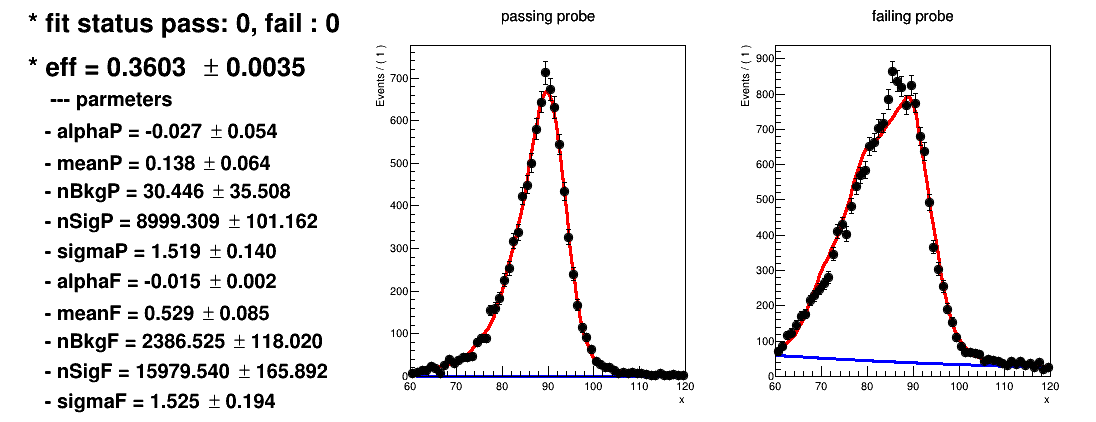 * fit status pass: 0, fail : 0
* eff = 0.3603 ± 0.0035
--- parmeters
- alphaP = -0.027 ± 0.054
- meanP = 0.138 ± 0.064
- nBkgP = 30.446 ± 35.508
- nSigP = 8999.309 ± 101.162
- sigmaP = 1.519 ± 0.140
- alphaF = -0.015 ± 0.002
- meanF = 0.529 ± 0.085
- nBkgF = 2386.525 ± 118.020
- nSigF = 15979.540 ± 165.892
- sigmaF = 1.525 ± 0.194
passing probe
Events / ( 1 )
700
600
500
400
300
200
100
0
60 70 80 90 100 110 120
x
failing probe
Events / ( 1 )
900
800
700
600
500
400
300
200
100
0
60 70 80 90 100 110 120
x